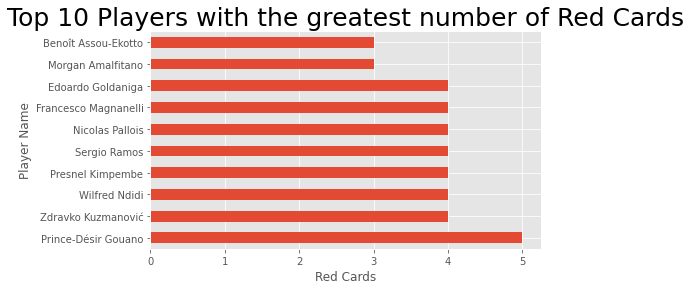 Top 10 Players with the greatest number of Red Cards
Player Name
Benoît Assou-Ekotto
Morgan Amalfitano
Edoardo Goldaniga
Francesco Magnanelli
Nicolas Pallois
Sergio Ramos
Presnel Kimpembe
Wilfred Ndidi
Zdravko Kuzmanović
Prince-Désir Gouano
0 1 2 3 4 5
Red Cards